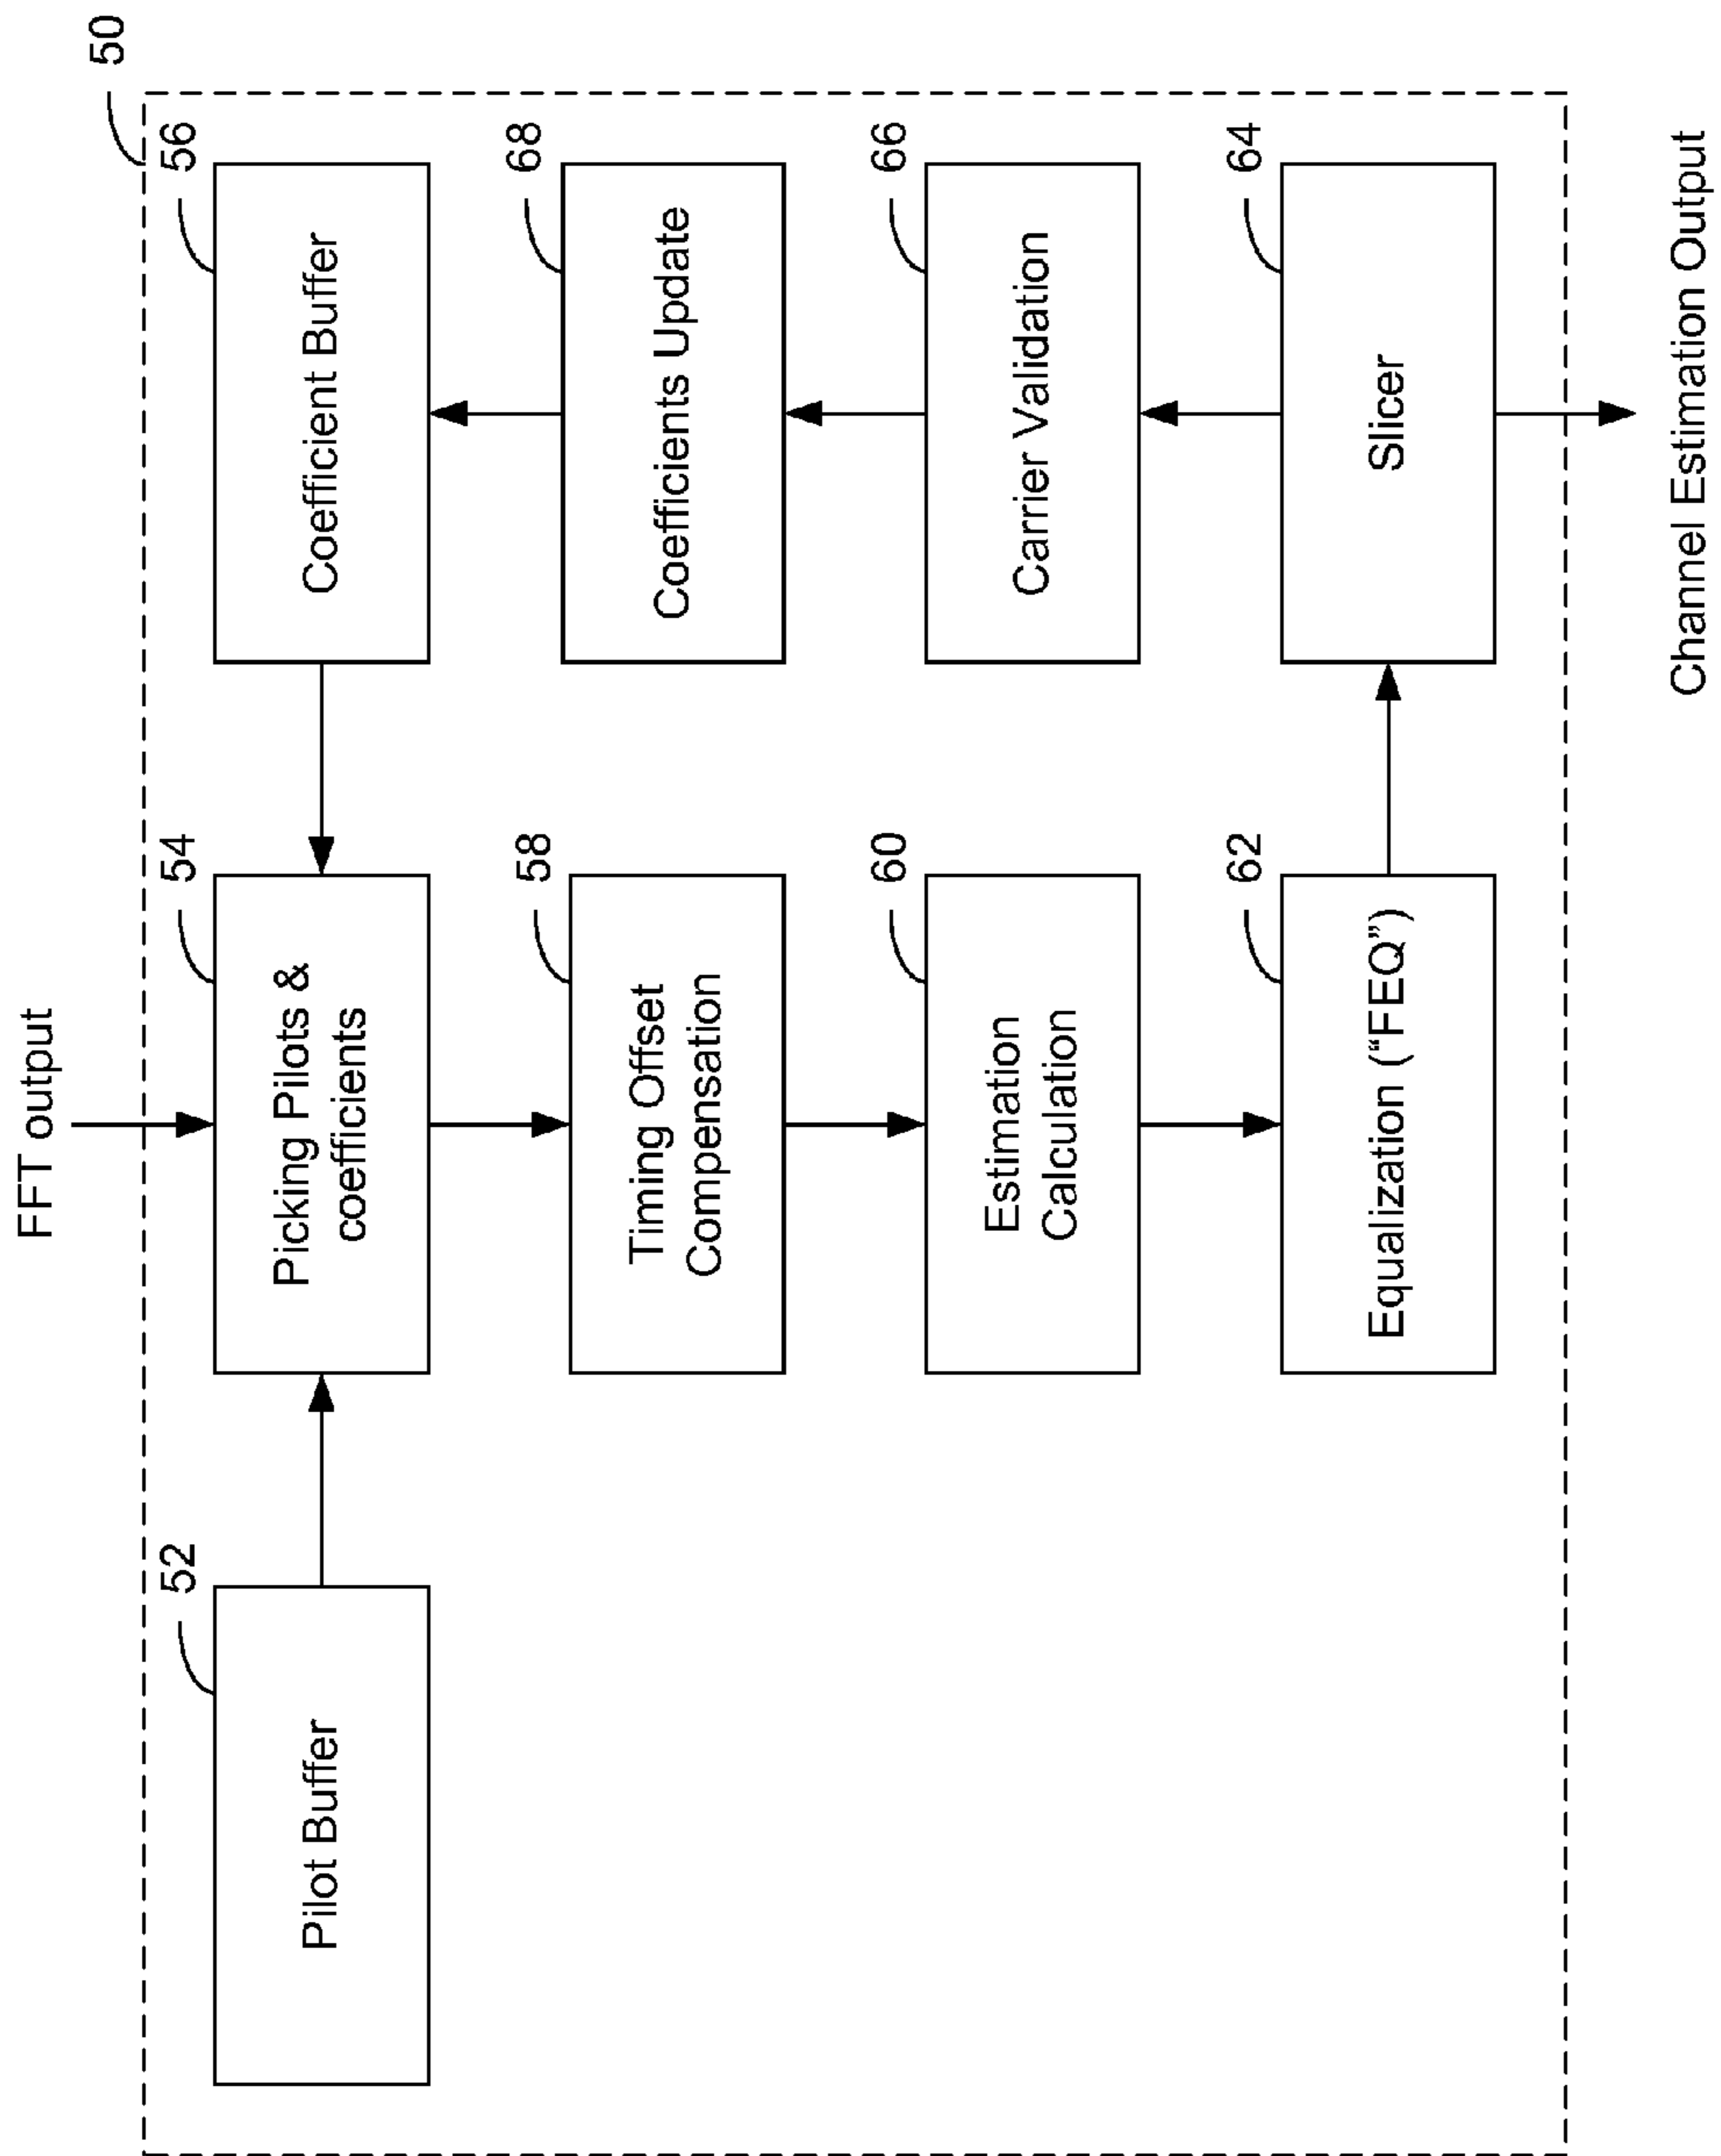 50
FFT output
52
Pilot Buffer
54
Picking Pilots &
coefficients
56
Coefficient Buffer
58
Timing Offset
Compensation
68
Coefficients Update
60
Estimation
Calculation
66
Carrier Validation
62
Equalization (“FEQ”)
64
Slicer
Channel Estimation Output